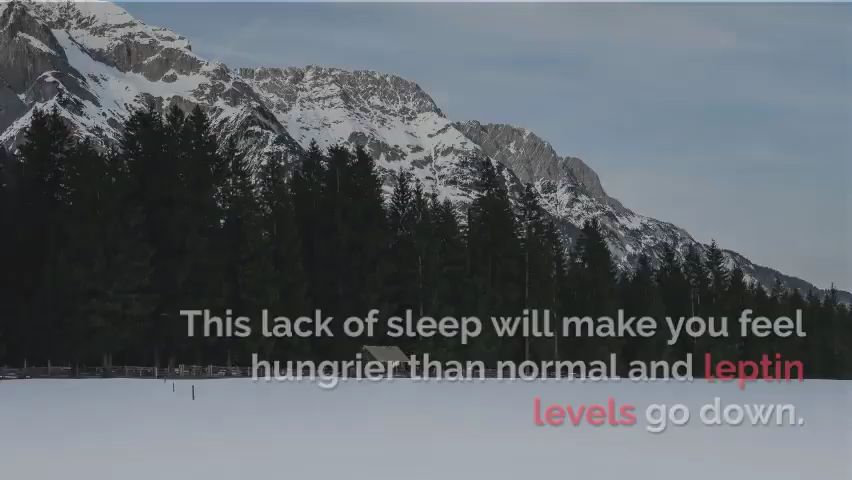 This lack of sleep will make you feel
hungrier than normal and leptin
levels go down.